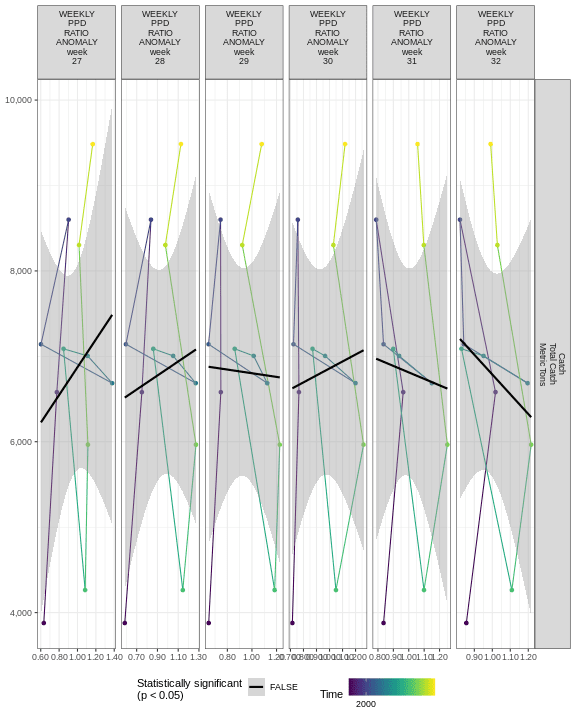 WEEKLY
PPD
RATIO
ANOMALY
week
27
WEEKLY
PPD
RATIO
ANOMALY
week
28
WEEKLY
PPD
RATIO
ANOMALY
week
29
WEEKLY
PPD
RATIO
ANOMALY
week
30
WEEKLY
PPD
RATIO
ANOMALY
week
31
WEEKLY
PPD
RATIO
ANOMALY
week
32
10,000
8,000
6,000
4,000
Catch
Total Catch
Metric Tons
0.60 0.80 1.00 1.20 1.40
0.70 0.90 1.10 1.30
0.80 1.00 1.20
0.80 0.90 1.00 1.10 1.20
0.90 1.00 1.10 1.20
Statistically significant
(p < 0.05)
FALSE
Time
2000